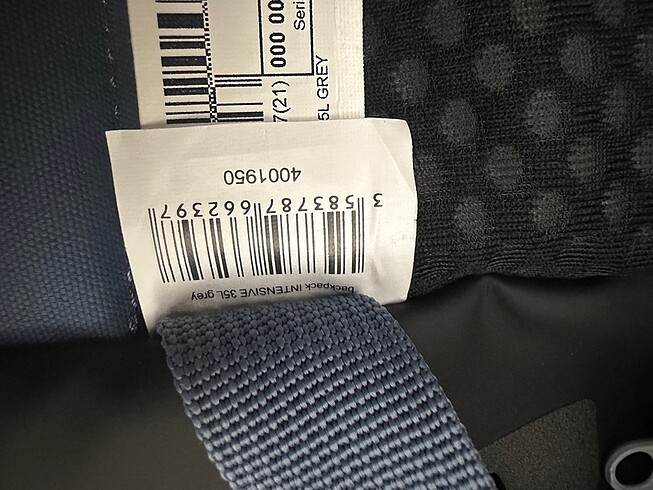 backpack INTENSIVE 35L grey
3 583787 662397
4001950
7(21) 000 00
Seri
5L GREY